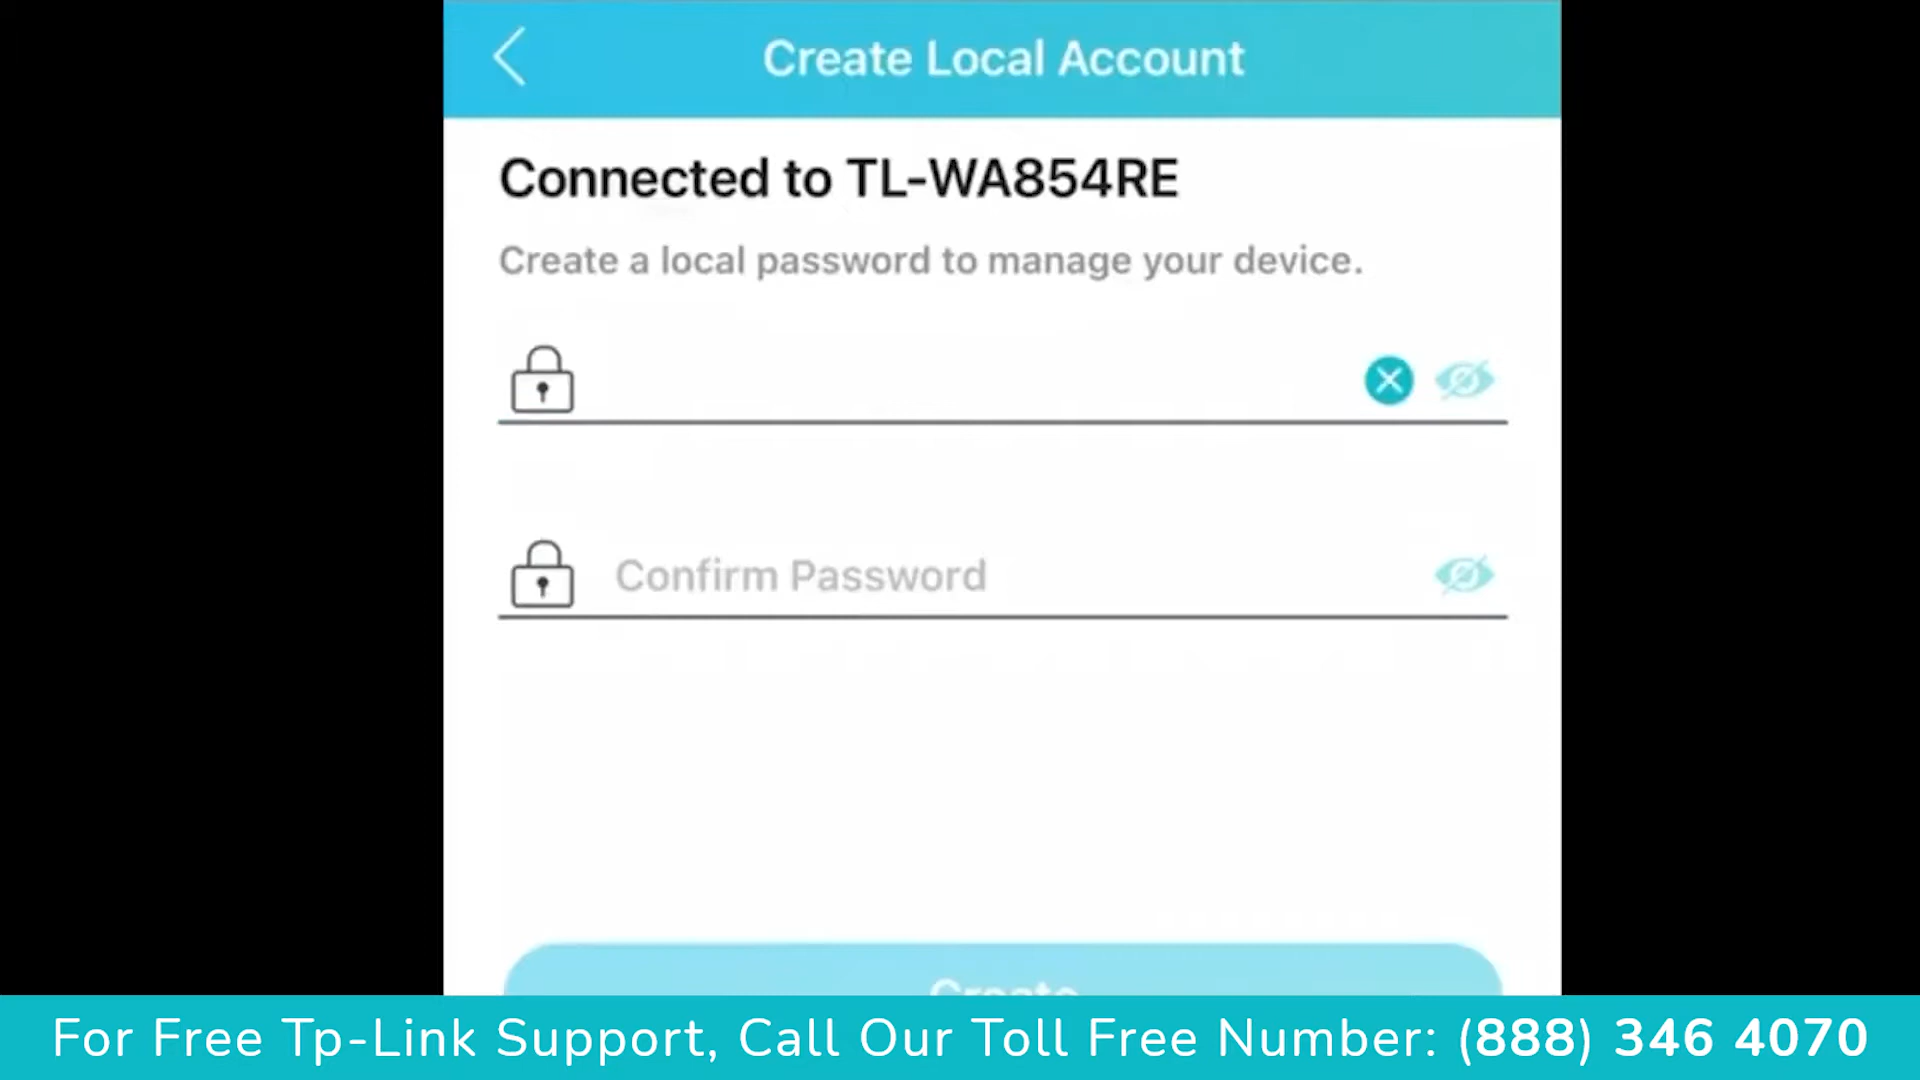 Create Local Account
Connected to TL-WA854RE
Create a local password to manage your device.
Confirm Password
Create
For Free Tp-Link Support, Call Our Toll Free Number: (888) 346 4070